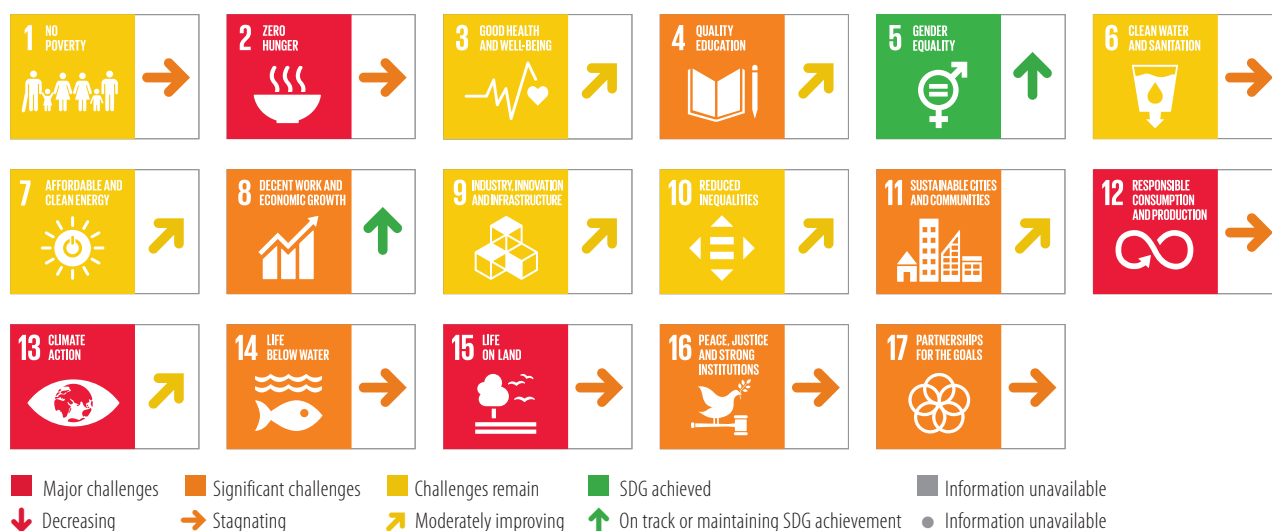 1 NO
POVERTY
2 ZERO
HUNGER
3 GOOD HEALTH
AND WELL-BEING
4 QUALITY
EDUCATION
5 GENDER
EQUALITY
6 CLEAN WATER
AND SANITATION
7 AFFORDABLE AND
CLEAN ENERGY
8 DECENT WORK AND
ECONOMIC GROWTH
9 INDUSTRY, INNOVATION
AND INFRASTRUCTURE
10 REDUCED
INEQUALITIES
11 SUSTAINABLE CITIES
AND COMMUNITIES
12 RESPONSIBLE
CONSUMPTION
AND PRODUCTION
13 CLIMATE
ACTION
14 LIFE
BELOW WATER
15 LIFE
ON LAND
16 PEACE, JUSTICE
AND STRONG
INSTITUTIONS
17 PARTNERSHIPS
FOR THE GOALS
Major challenges Significant challenges Challenges remain SDG achieved Information unavailable
Decreasing Stagnating Moderately improving On track or maintaining SDG achievement Information unavailable